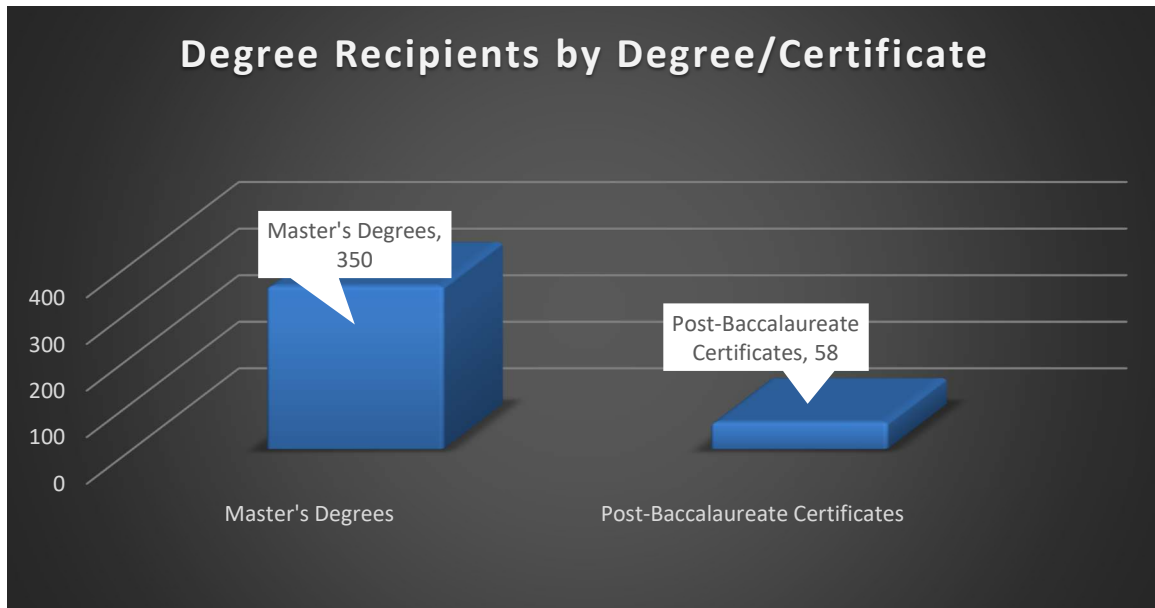 Degree Recipients by Degree/Certificate
Master's Degrees,
350
Post-Baccalaureate
Certificates, 58
400
300
200
100
0
Master's Degrees
Post-Baccalaureate Certificates